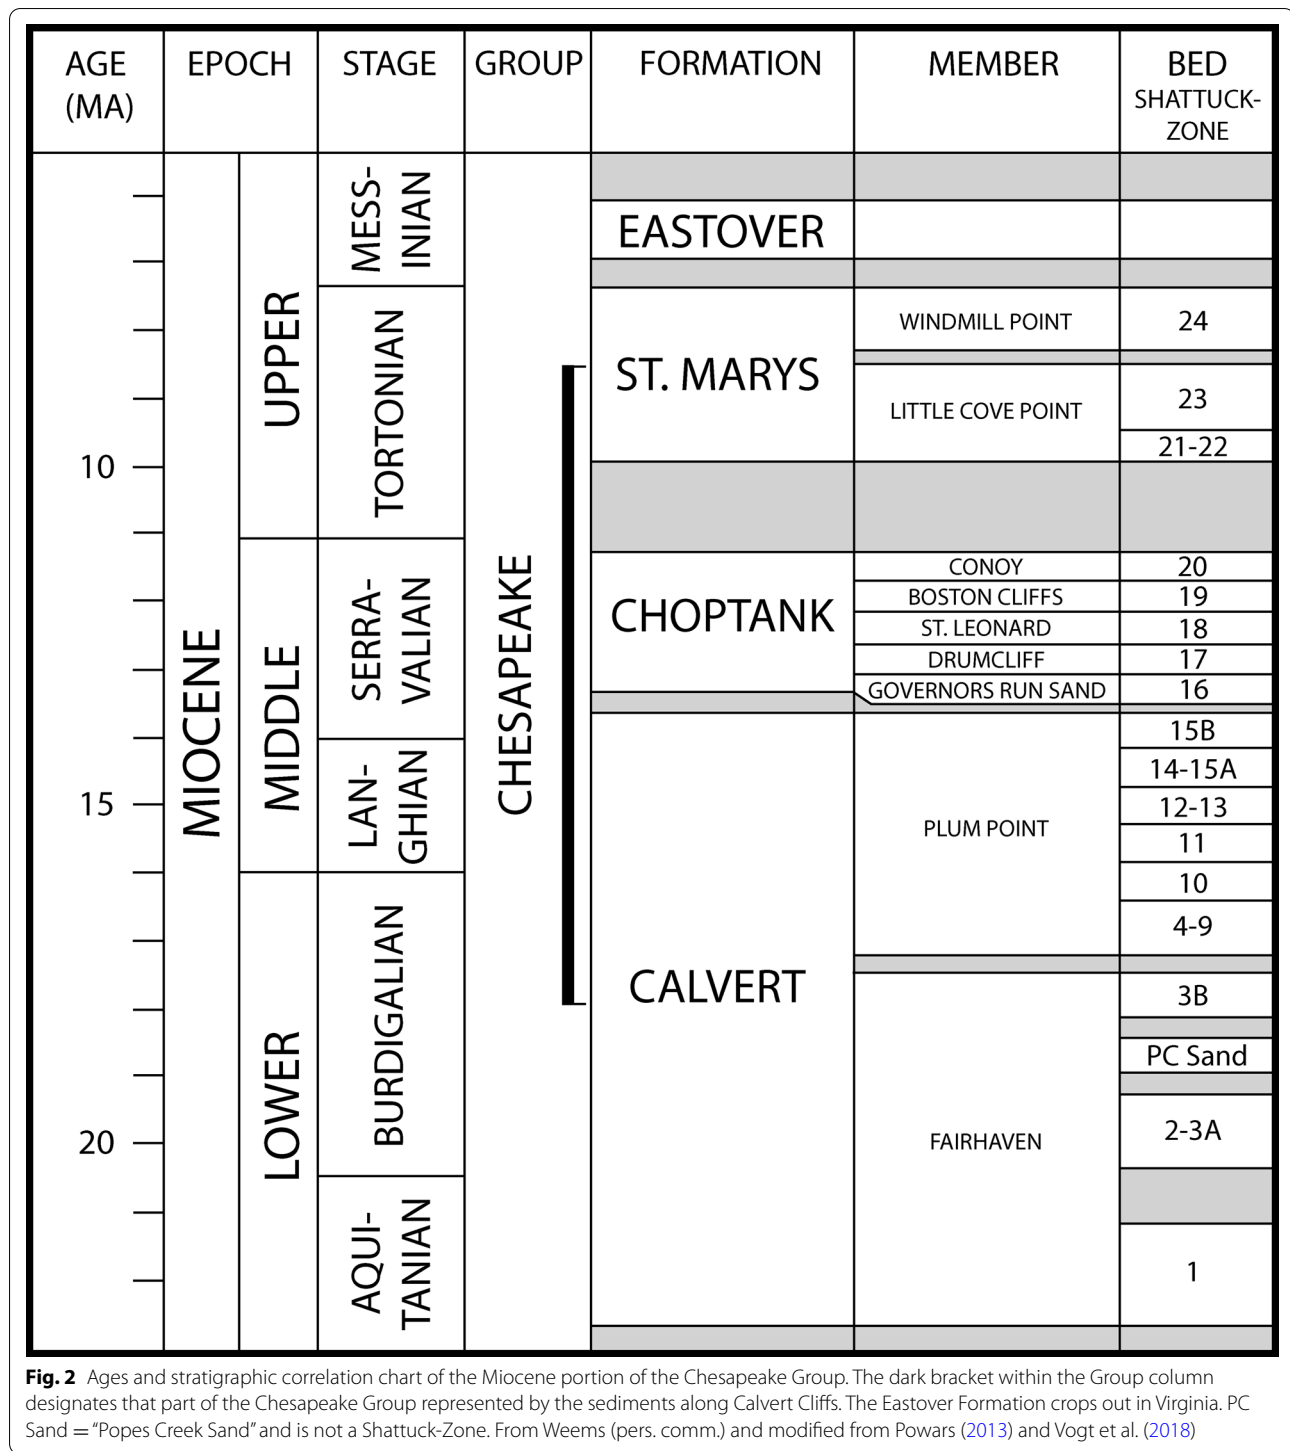 AGE
(MA)
EPOCH
STAGE
GROUP
FORMATION
MEMBER
BED
SHATTUCK-
ZONE
10
15
20
MIOCENE
UPPER
MIDDLE
LOWER
MESS-
INIAN
TORTONIAN
SERRA-
VALIAN
LAN-
GHIAN
BURDIGALIAN
AQUI-
TANIAN
CHESAPEAKE
EASTOVER
ST. MARYS
CHOPTANK
CALVERT
WINDMILL POINT
LITTLE COVE POINT
CONOY
BOSTON CLIFFS
ST. LEONARD
DRUMCLIFF
GOVERNORS RUN SAND
PLUM POINT
FAIRHAVEN
24
23
21-22
20
19
18
17
16
15B
14-15A
12-13
11
10
4-9
3B
PC Sand
2-3A
1
Fig. 2 Ages and stratigraphic correlation chart of the Miocene portion of the Chesapeake Group. The dark bracket within the Group column
designates that part of the Chesapeake Group represented by the sediments along Calvert Cliffs. The Eastover Formation crops out in Virginia. PC
Sand = “Popes Creek Sand” and is not a Shattuck-Zone. From Weems (pers. comm.) and modified from Powars (2013) and Vogt et al. (2018)